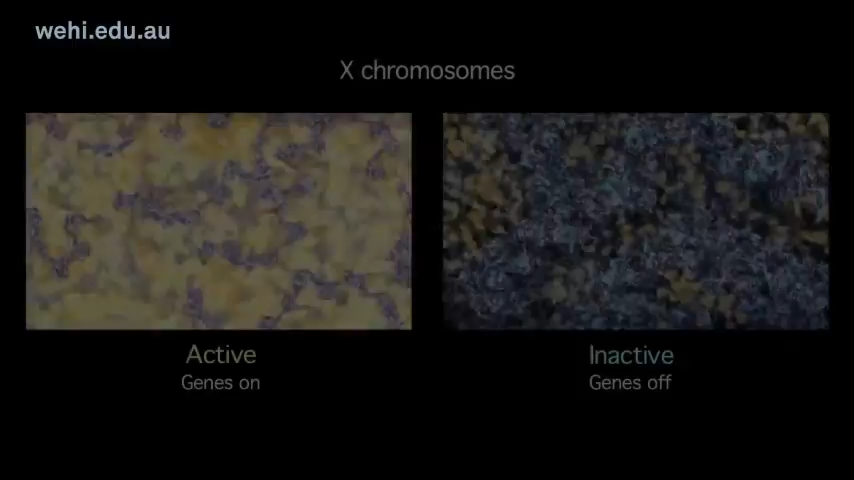 wehi.edu.au
X chromosomes
Active
Inactive
Genes on
Genes off